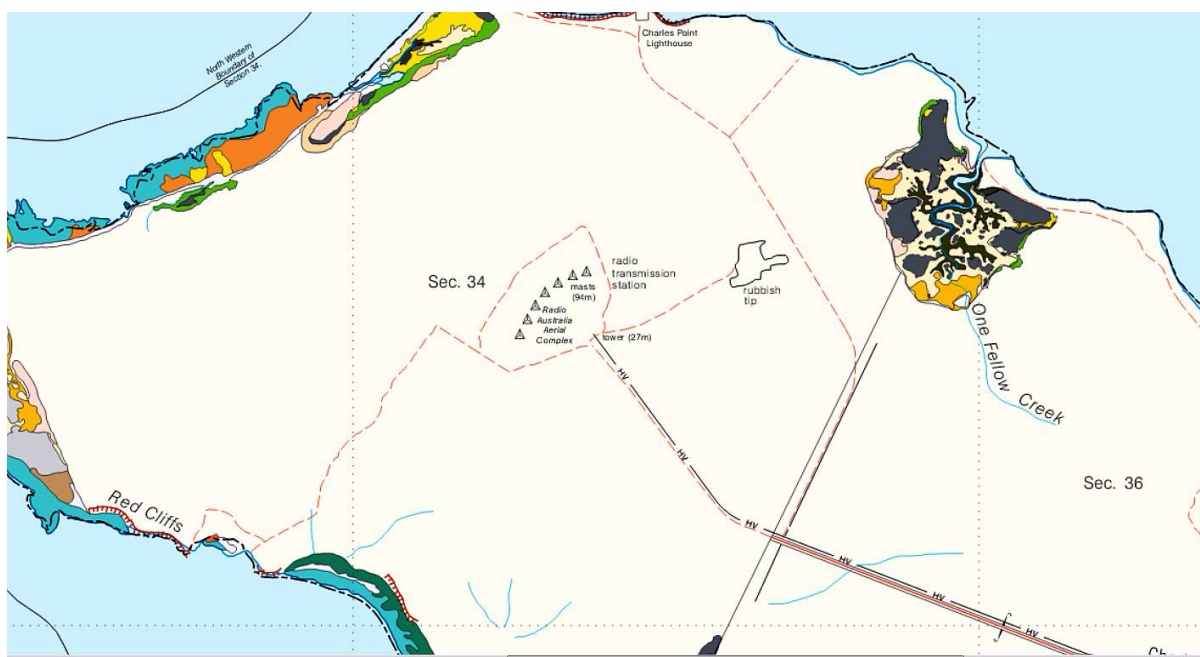 North Western
Boundary of
Section 34.
Charles Point
Lighthouse
Sec. 34
radio
transmission
station
masts
(94m)
Radio
Australia
Aerial
Complex
rubbish
tip
tower (27m)
One Fellow Creek
HV
HV
Sec. 36
Red Cliffs
HV
HV
HV
HV